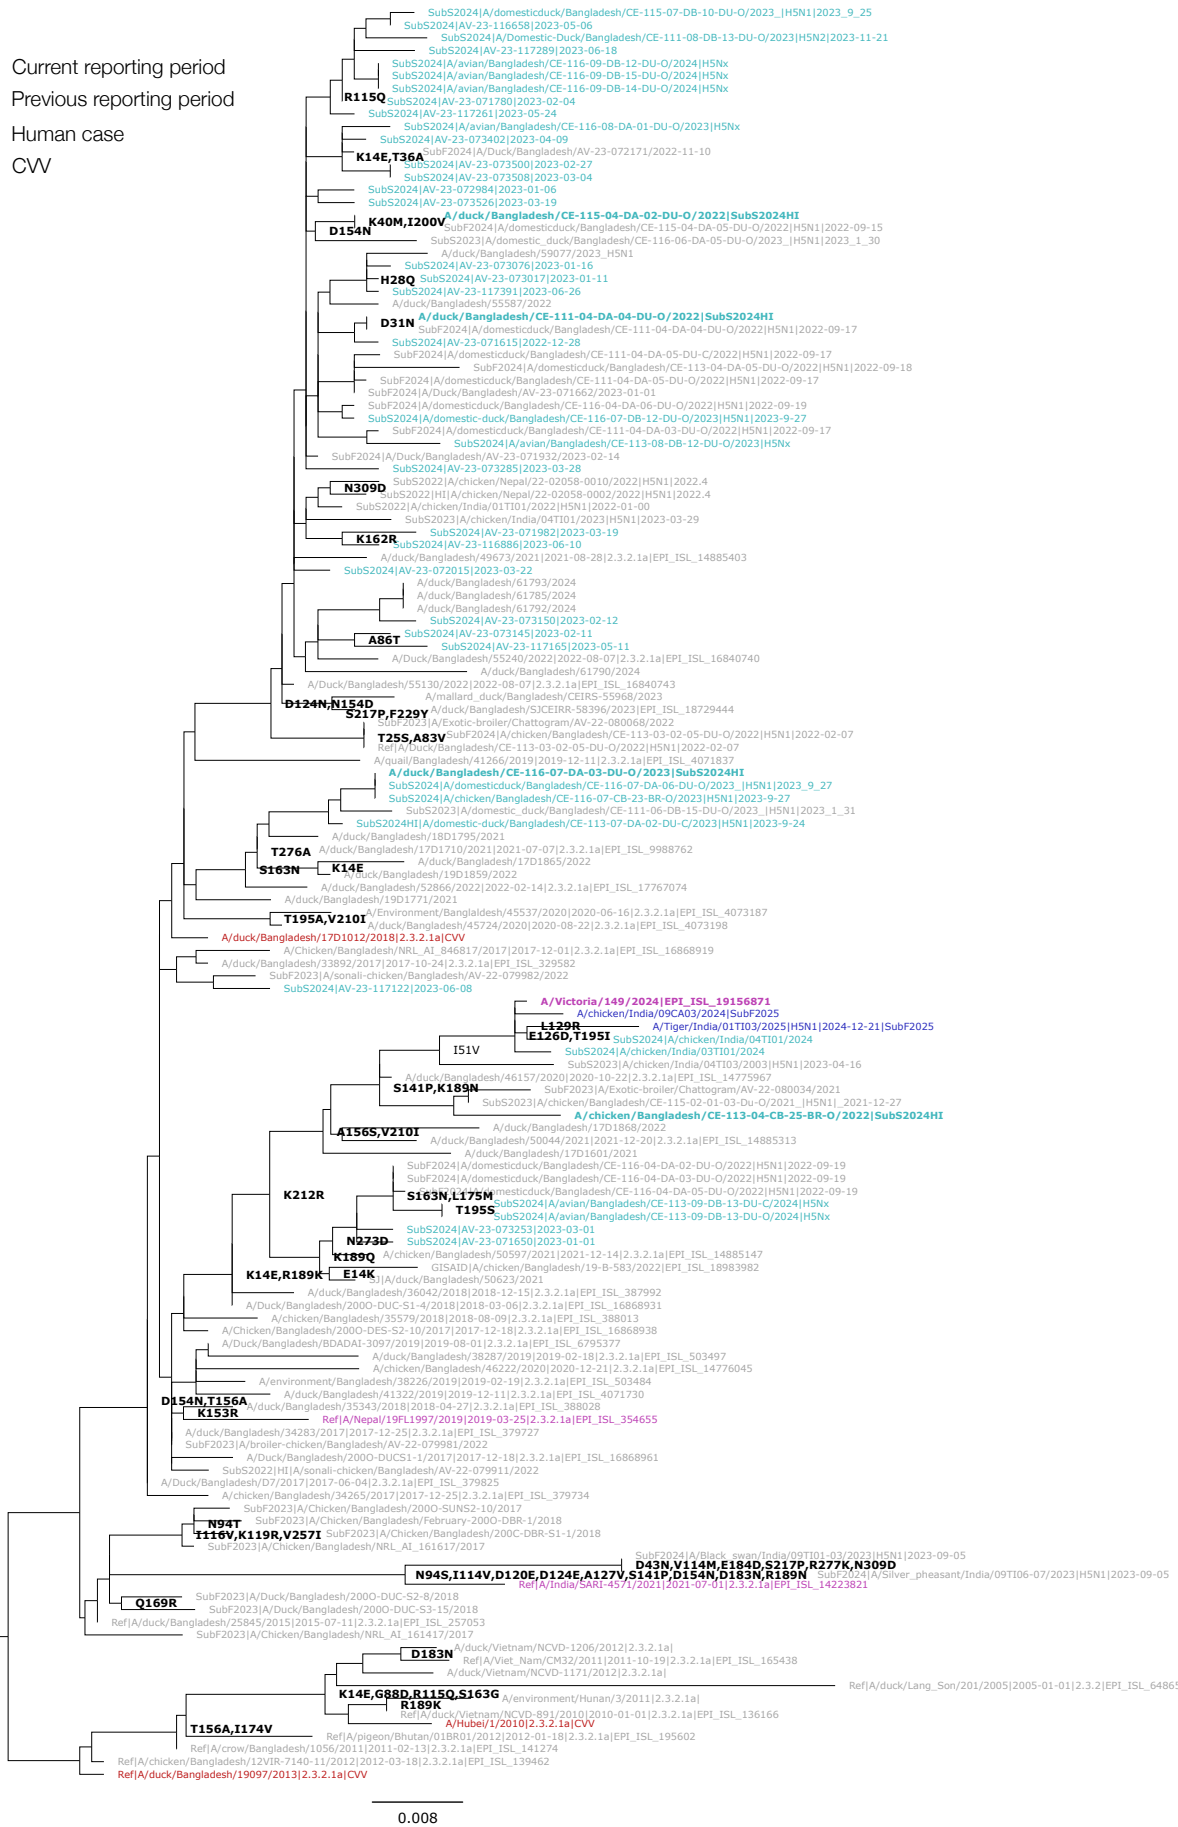 SubS2024|A/domesticduck/Bangladesh/CE-115-07-DB-10-DU-O/2023_|H5N1|2023_9_25
SubS2024|AV-23-116658|2023-05-06
SubS2024|A/Domestic-Duck/Bangladesh/CE-111-08-DB-13-DU-O/2023|H5N2|2023-11-21
SubS2024|AV-23-117289|2023-06-18
Current reporting period
SubS2024|A/avian/Bangladesh/CE-116-09-DB-12-DU-O/2024|H5Nx
SubS2024|A/avian/Bangladesh/CE-116-09-DB-15-DU-O/2024|H5Nx
SubS2024|A/avian/Bangladesh/CE-116-09-DB-14-DU-O/2024|H5Nx
Previous reporting period
R115Q
SubS2024|AV-23-071780|2023-02-04
SubS2024|AV-23-117261|2023-05-24
SubS2024|A/avian/Bangladesh/CE-116-08-DA-01-DU-O/2023|H5Nx
Human case
SubS2024|AV-23-073402|2023-04-09
SubF2024|A/Duck/Bangladesh/AV-23-072171/2022-11-10
K14E,T36A
CVV
SubS2024|AV-23-073500|2023-02-27
SubS2024|AV-23-073508|2023-03-04
SubS2024|AV-23-072984|2023-01-06
SubS2024|AV-23-073526|2023-03-19
A/duck/Bangladesh/CE-115-04-DA-02-DU-O/2022|SubS2024HI
K40M,I200V
SubF2024|A/domesticduck/Bangladesh/CE-115-04-DA-05-DU-O/2022|H5N1|2022-09-15
D154N
SubS2023|A/domestic_duck/Bangladesh/CE-116-06-DA-05-DU-O/2023_|H5N1|2023_1_30
A/duck/Bangladesh/59077/2023_H5N1
SubS2024|AV-23-073076|2023-01-16
H28Q
SubS2024|AV-23-073017|2023-01-11
SubS2024|AV-23-117391|2023-06-26
A/duck/Bangladesh/55587/2022
A/duck/Bangladesh/CE-111-04-DA-04-DU-O/2022|SubS2024HI
D31N
SubF2024|A/domesticduck/Bangladesh/CE-111-04-DA-04-DU-O/2022|H5N1|2022-09-17
SubS2024|AV-23-071615|2022-12-28
SubF2024|A/domesticduck/Bangladesh/CE-111-04-DA-05-DU-C/2022|H5N1|2022-09-17
SubF2024|A/domesticduck/Bangladesh/CE-113-04-DA-05-DU-O/2022|H5N1|2022-09-18
SubF2024|A/domesticduck/Bangladesh/CE-111-04-DA-05-DU-O/2022|H5N1|2022-09-17
SubF2024|A/Duck/Bangladesh/AV-23-071662/2023-01-01
SubF2024|A/domesticduck/Bangladesh/CE-116-04-DA-06-DU-O/2022|H5N1|2022-09-19
SubS2024|A/domestic-duck/Bangladesh/CE-116-07-DB-12-DU-O/2023|H5N1|2023-9-27
SubF2024|A/domesticduck/Bangladesh/CE-111-04-DA-03-DU-O/2022|H5N1|2022-09-17
SubS2024|A/avian/Bangladesh/CE-113-08-DB-12-DU-O/2023|H5Nx
SubF2024|A/Duck/Bangladesh/AV-23-071932/2023-02-14
SubS2024|AV-23-073285|2023-03-28
SubS2022|A/chicken/Nepal/22-02058-0010/2022|H5N1|2022.4
N309D
SubS2022|HI|A/chicken/Nepal/22-02058-0002/2022|H5N1|2022.4
SubS2022|A/chicken/India/01TI01/2022|H5N1|2022-01-00
SubS2023|A/chicken/India/04TI01/2023|H5N1|2023-03-29
SubS2024|AV-23-071982|2023-03-19
K162R
SubS2024|AV-23-116886|2023-06-10
A/duck/Bangladesh/49673/2021|2021-08-28|2.3.2.1a|EPI_ISL_14885403
SubS2024|AV-23-072015|2023-03-22
A/duck/Bangladesh/61793/2024
A/duck/Bangladesh/61785/2024
A/duck/Bangladesh/61792/2024
SubS2024|AV-23-073150|2023-02-12
SubS2024|AV-23-073145|2023-02-11
A86T
SubS2024|AV-23-117165|2023-05-11
A/Duck/Bangladesh/55240/2022|2022-08-07|2.3.2.1a|EPI_ISL_16840740
A/duck/Bangladesh/61790/2024
A/Duck/Bangladesh/55130/2022|2022-08-07|2.3.2.1a|EPI_ISL_16840743
A/mallard_duck/Bangladesh/CEIRS-55968/2023
D124N,N154D
A/duck/Bangladesh/SJCEIRR-58396/2023|EPI_ISL_18729444
S217P,F229Y
SubF2023|A/Exotic-broiler/Chattogram/AV-22-080068/2022
SubF2024|A/chicken/Bangladesh/CE-113-03-02-05-DU-O/2022|H5N1|2022-02-07
T25S,A83V
Ref|A/Duck/Bangladesh/CE-113-03-02-05-DU-O/2022|H5N1|2022-02-07
A/quail/Bangladesh/41266/2019|2019-12-11|2.3.2.1a|EPI_ISL_4071837
A/duck/Bangladesh/CE-116-07-DA-03-DU-O/2023|SubS2024HI
SubS2024|A/domesticduck/Bangladesh/CE-116-07-DA-06-DU-O/2023_|H5N1|2023_9_27
SubS2024|A/chicken/Bangladesh/CE-116-07-CB-23-BR-O/2023|H5N1|2023-9-27
SubS2023|A/domestic_duck/Bangladesh/CE-111-06-DB-15-DU-O/2023_|H5N1|2023_1_31
SubS2024HI|A/domestic-duck/Bangladesh/CE-113-07-DA-02-DU-C/2023|H5N1|2023-9-24
A/duck/Bangladesh/18D1795/2021
T276A
A/duck/Bangladesh/17D1710/2021|2021-07-07|2.3.2.1a|EPI_ISL_9988762
A/duck/Bangladesh/17D1865/2022
S163N
K14E
A/duck/Bangladesh/19D1859/2022
A/duck/Bangladesh/52866/2022|2022-02-14|2.3.2.1a|EPI_ISL_17767074
A/duck/Bangladesh/19D1771/2021
A/Environment/Bangaldesh/45537/2020|2020-06-16|2.3.2.1a|EPI_ISL_4073187
T195A,V210I
A/duck/Bangladesh/45724/2020|2020-08-22|2.3.2.1a|EPI_ISL_4073198
A/duck/Bangladesh/17D1012/2018|2.3.2.1a|CVV
A/Chicken/Bangladesh/NRL_AI_846817/2017|2017-12-01|2.3.2.1a|EPI_ISL_16868919
A/duck/Bangladesh/33892/2017|2017-10-24|2.3.2.1a|EPI_ISL_329582
SubF2023|A/sonali-chicken/Bangladesh/AV-22-079982/2022
SubS2024|AV-23-117122|2023-06-08
A/Victoria/149/2024|EPI_ISL_19156871
A/chicken/India/09CA03/2024|SubF2025
L129R
A/Tiger/India/01TI03/2025|H5N1|2024-12-21|SubF2025
E126D,T195I
SubS2024|A/chicken/India/04TI01/2024
I51V
SubS2024|A/chicken/India/03TI01/2024
SubS2023|A/chicken/India/04TI03/2003|H5N1|2023-04-16
A/duck/Bangladesh/46157/2020|2020-10-22|2.3.2.1a|EPI_ISL_14775967
S141P,K189N
SubF2023|A/Exotic-broiler/Chattogram/AV-22-080034/2021
SubS2023|A/chicken/Bangladesh/CE-115-02-01-03-Du-O/2021_|H5N1|_2021-12-27
A/chicken/Bangladesh/CE-113-04-CB-25-BR-O/2022|SubS2024HI
A/duck/Bangladesh/17D1868/2022
A156S,V210I
A/duck/Bangladesh/50044/2021|2021-12-20|2.3.2.1a|EPI_ISL_14885313
A/duck/Bangladesh/17D1601/2021
SubF2024|A/domesticduck/Bangladesh/CE-116-04-DA-02-DU-O/2022|H5N1|2022-09-19
SubF2024|A/domesticduck/Bangladesh/CE-116-04-DA-03-DU-O/2022|H5N1|2022-09-19
SubF2024|A/domesticduck/Bangladesh/CE-116-04-DA-05-DU-O/2022|H5N1|2022-09-19
K212R
S163N,L175M
SubS2024|A/avian/Bangladesh/CE-113-09-DB-13-DU-C/2024|H5Nx
T195S
SubS2024|A/avian/Bangladesh/CE-113-09-DB-13-DU-O/2024|H5Nx
SubS2024|AV-23-073253|2023-03-01
N273D
SubS2024|AV-23-071650|2023-01-01
K189Q
A/chicken/Bangladesh/50597/2021|2021-12-14|2.3.2.1a|EPI_ISL_14885147
GISAID|A/chicken/Bangladesh/19-B-583/2022|EPI_ISL_18983982
K14E,R189K
E14K
SJ|A/duck/Bangladesh/50623/2021
A/duck/Bangladesh/36042/2018|2018-12-15|2.3.2.1a|EPI_ISL_387992
A/Duck/Bangladesh/200O-DUC-S1-4/2018|2018-03-06|2.3.2.1a|EPI_ISL_16868931
A/chicken/Bangladesh/35579/2018|2018-08-09|2.3.2.1a|EPI_ISL_388013
A/Chicken/Bangladesh/200O-DES-S2-10/2017|2017-12-18|2.3.2.1a|EPI_ISL_16868938
A/Duck/Bangladesh/BDADAI-3097/2019|2019-08-01|2.3.2.1a|EPI_ISL_6795377
A/duck/Bangladesh/38287/2019|2019-02-18|2.3.2.1a|EPI_ISL_503497
A/chicken/Bangladesh/46222/2020|2020-12-21|2.3.2.1a|EPI_ISL_14776045
A/environment/Bangladesh/38226/2019|2019-02-19|2.3.2.1a|EPI_ISL_503484
A/duck/Bangladesh/41322/2019|2019-12-11|2.3.2.1a|EPI_ISL_4071730
D154N,T156A
A/duck/Bangladesh/35343/2018|2018-04-27|2.3.2.1a|EPI_ISL_388028
K153R
Ref|A/Nepal/19FL1997/2019|2019-03-25|2.3.2.1a|EPI_ISL_354655
A/duck/Bangladesh/34283/2017|2017-12-25|2.3.2.1a|EPI_ISL_379727
SubF2023|A/broiler-chicken/Bangladesh/AV-22-079981/2022
A/Duck/Bangladesh/200O-DUCS1-1/2017|2017-12-18|2.3.2.1a|EPI_ISL_16868961
SubS2022|HI|A/sonali-chicken/Bangladesh/AV-22-079911/2022
A/Duck/Bangladesh/D7/2017|2017-06-04|2.3.2.1a|EPI_ISL_379825
A/chicken/Bangladesh/34265/2017|2017-12-25|2.3.2.1a|EPI_ISL_379734
SubF2023|A/Chicken/Bangladesh/200O-SUNS2-10/2017
N94T
SubF2023|A/Chicken/Bangladesh/February-200O-DBR-1/2018
I116V,K119R,V257I
SubF2023|A/Chicken/Bangladesh/200C-DBR-S1-1/2018
SubF2023|A/Chicken/Bangladesh/NRL_AI_161617/2017
SubF2024|A/Black_swan/India/09TI01-03/2023|H5N1|2023-09-05
D43N,V114M,E184D,S217P,R277K,N309D
N94S,I114V,D120E,D124E,A127V,S141P,D154N,D183N,R189N
SubF2024|A/Silver_pheasant/India/09TI06-07/2023|H5N1|2023-09-05
Ref|A/India/SARI-4571/2021|2021-07-01|2.3.2.1a|EPI_ISL_14223821
SubF2023|A/Duck/Bangladesh/200O-DUC-S2-8/2018
Q169R
SubF2023|A/Duck/Bangladesh/200O-DUC-S3-15/2018
Ref|A/duck/Bangladesh/25845/2015|2015-07-11|2.3.2.1a|EPI_ISL_257053
SubF2023|A/Chicken/Bangladesh/NRL_AI_161417/2017
A/duck/Vietnam/NCVD-1206/2012|2.3.2.1a|
D183N
Ref|A/Viet_Nam/CM32/2011|2011-10-19|2.3.2.1a|EPI_ISL_165438
A/duck/Vietnam/NCVD-1171/2012|2.3.2.1a|
Ref|A/duck/Lang_Son/201/2005|2005-01-01|2.3.2|EPI_ISL_64865
K14E,G88D,R115Q,S163G
A/environment/Hunan/3/2011|2.3.2.1a|
R189K
Ref|A/duck/Vietnam/NCVD-891/2010|2010-01-01|2.3.2.1a|EPI_ISL_136166
A/Hubei/1/2010|2.3.2.1a|CVV
T156A,I174V
Ref|A/pigeon/Bhutan/01BR01/2012|2012-01-18|2.3.2.1a|EPI_ISL_195602
Ref|A/crow/Bangladesh/1056/2011|2011-02-13|2.3.2.1a|EPI_ISL_141274
Ref|A/chicken/Bangladesh/12VIR-7140-11/2012|2012-03-18|2.3.2.1a|EPI_ISL_139462
Ref|A/duck/Bangladesh/19097/2013|2.3.2.1a|CVV
0.008